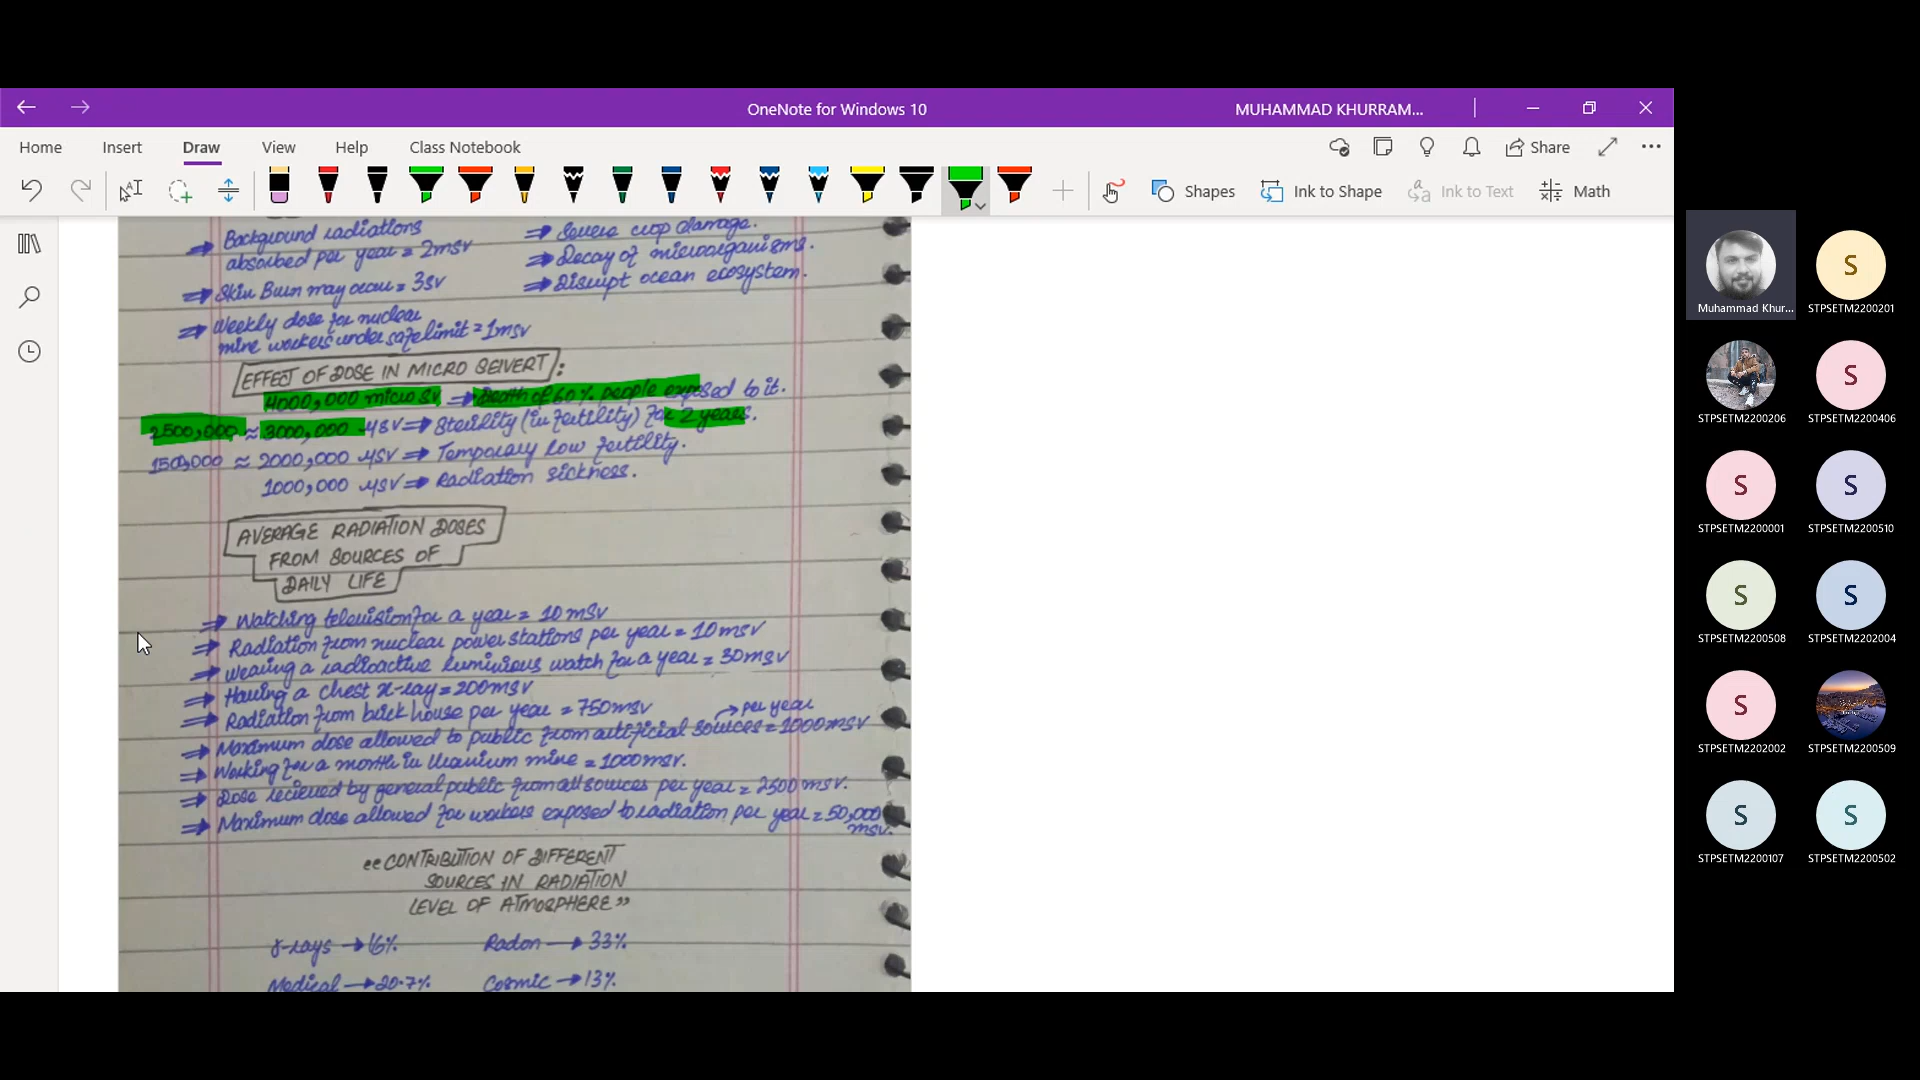 OneNote for Windows 10
MUHAMMAD KHURRAM...
Home Insert Draw View Help Class Notebook
Share
Shapes Ink to Shape Ink to Text Math
Background radiations
absorbed per year = 2msv
⇒ Skin Burn may occur = 3sv
⇒ Weekly dose for nuclear
mine workers under safe limit = 1msv
⇒ Severe crop damage.
⇒ Decay of microorganisms.
⇒ Disrupt ocean ecosystem.
EFFECT OF DOSE IN MICRO SEIVERT:
4000,000 micro sv ⇒ Death of 50% people exposed to it.
2500,000 ≈ 3000,000 μsv ⇒ Sterility (in fertility) for 2 years.
1500,000 ≈ 2000,000 μsv ⇒ Temporary low fertility.
1000,000 μsv ⇒ Radiation sickness.
AVERAGE RADIATION DOSES
FROM SOURCES OF
DAILY LIFE
⇒ Watching television for a year = 10msv
⇒ Radiation from nuclear power stations per year = 10msv
⇒ Wearing a radioactive luminious watch for a year = 30msv
⇒ Having a chest x-ray = 200msv
⇒ Radiation from brick house per year = 750msv
→ per year
⇒ Maximum dose allowed to public from artificial sources = 1000msv
⇒ Working for a month in Uranium mine = 1000msv.
⇒ Dose recieved by general public from all sources per year = 2500msv.
⇒ Maximum dose allowed for workers exposed to radiation per year = 50,000
msv.
"CONTRIBUTION OF DIFFERENT
SOURCES IN RADIATION
LEVEL OF ATMOSPHERE"
γ-rays → 16% Radon → 33%
Medical → 20.7% Cosmic → 13%
Muhammad Khur...
S
STPSETM2200201
STPSETM2200206
S
STPSETM2200406
S
STPSETM2200001
S
STPSETM2200510
S
STPSETM2200508
S
STPSETM2202004
S
STPSETM2202002
STPSETM2200509
S
STPSETM2200107
S
STPSETM2200502